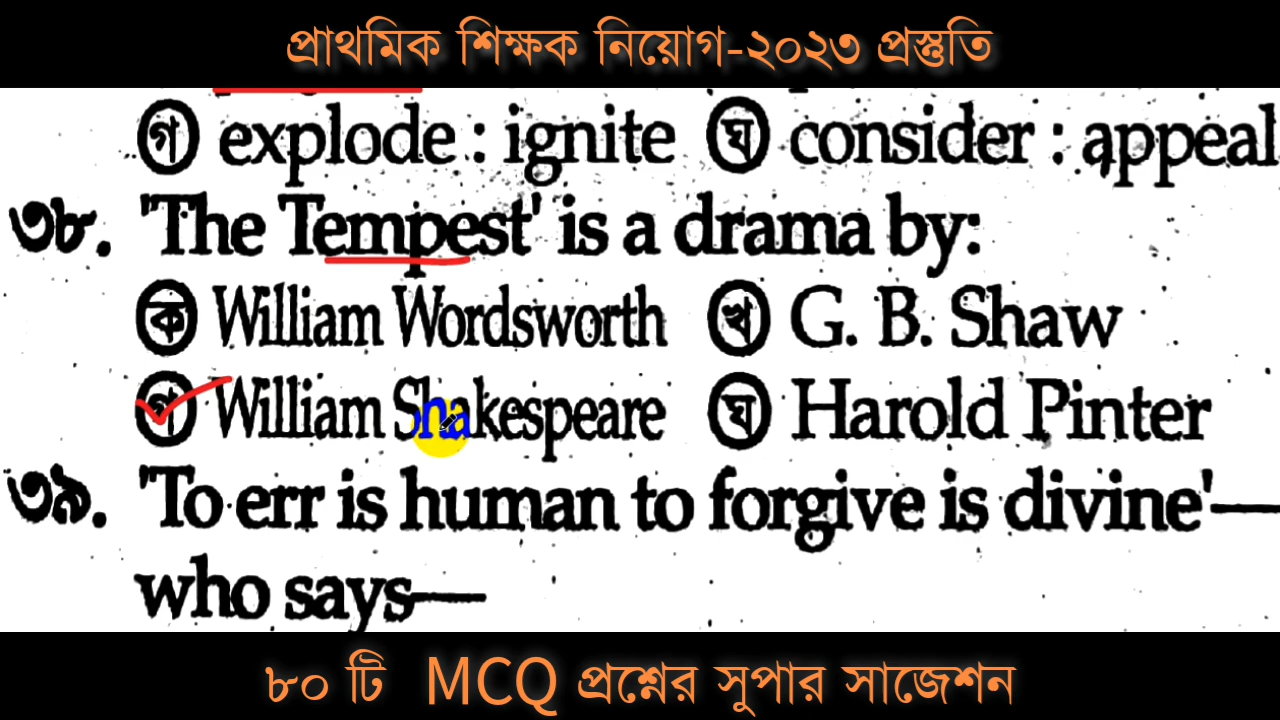 প্রাথমিক শিক্ষক নিয়োগ-২০২৩ প্রস্তুতি
গ explode : ignite ঘ consider : appeal
৩৮. 'The Tempest' is a drama by:
ক William Wordsworth খ G. B. Shaw
গ William Shakespeare ঘ Harold Pinter
৩৯. 'To err is human to forgive is divine'—
who says—
৮০ টি MCQ প্রশ্নের সুপার সাজেশন